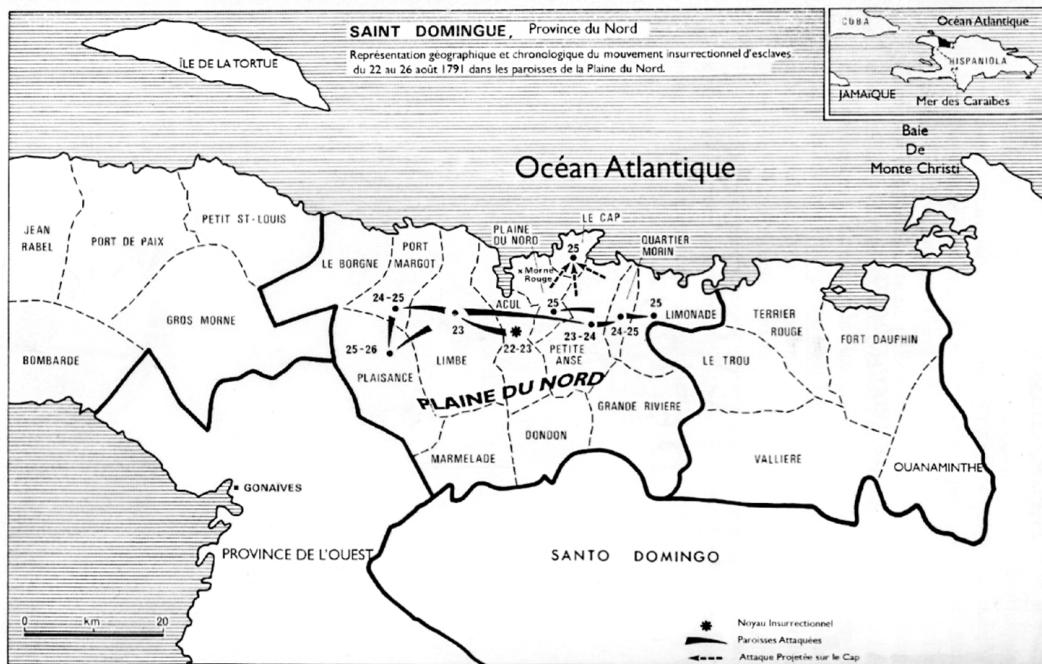 SAINT DOMINGUE, Province du Nord
Représentation géographique et chronologique du mouvement insurrectionnel d'esclaves
du 22 au 26 août 1791 dans les paroisses de la Plaine du Nord.
CUBA
Océan Atlantique
HISPANIOLA
JAMAÏQUE
Mer des Caraïbes
ÎLE DE LA TORTUE
Baie
De
Monte Christi
Océan Atlantique
JEAN
RABEL
PORT DE PAIX
PETIT ST-LOUIS
LE BORGNE
PORT
MARGOT
PLAINE
DU NORD
LE CAP
QUARTIER
MORIN
25
x Morne
Rouge
GROS MORNE
BOMBARDE
24-25
23
ACUL
22-23
25
23-24
24-25
25
LIMONADE
25-26
PLAISANCE
LIMBE
PETITE
ANSE
TERRIER
ROUGE
FORT DAUPHIN
LE TROU
PLAINE DU NORD
GRANDE RIVIERE
DONDON
MARMELADE
VALLIERE
OUANAMINTHE
GONAÏVES
PROVINCE DE L'OUEST
SANTO DOMINGO
0 km 20
Noyau Insurrectionnel
Paroisses Attaquées
Attaque Projetée sur le Cap